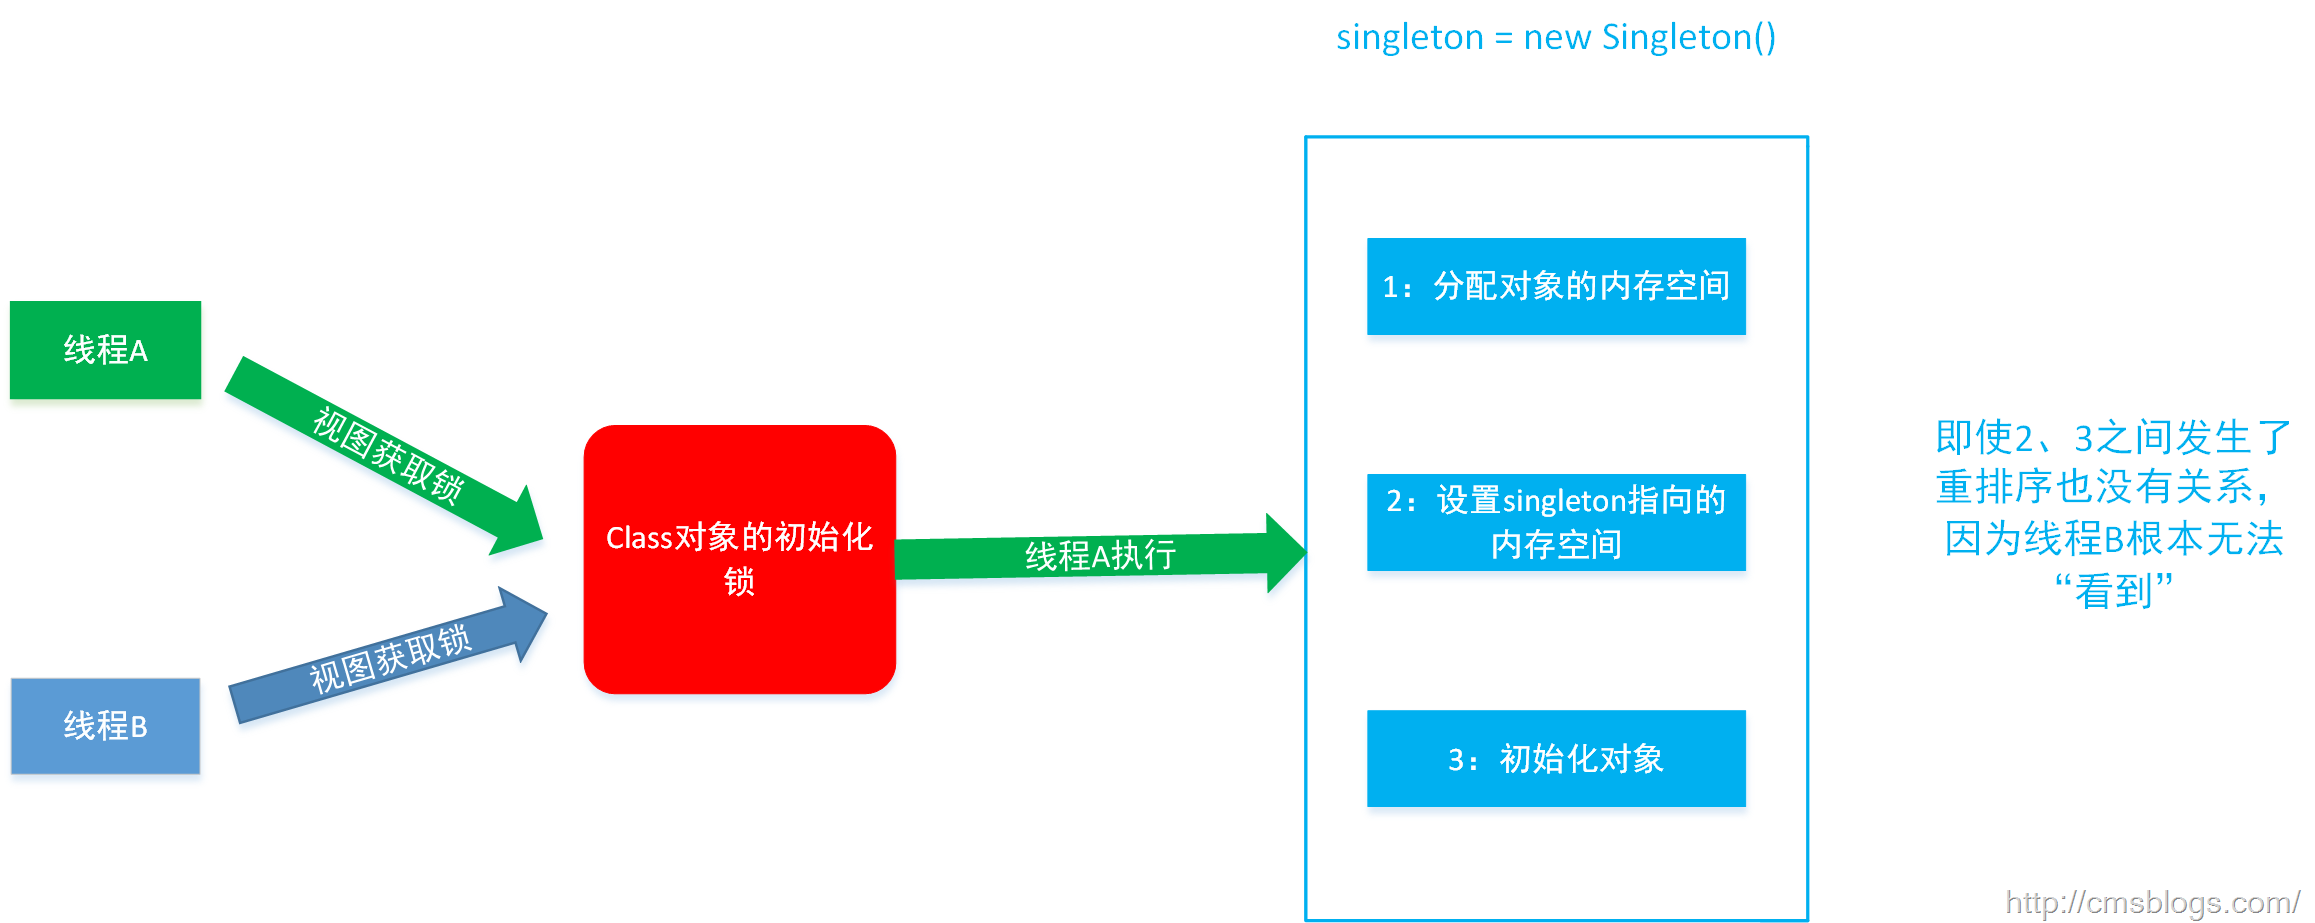 singleton = new Singleton()
1：分配对象的内存空间
线程A
视图获取锁
即使2、3之间发生了
重排序也没有关系，
因为线程B根本无法
“看到”
2：设置singleton指向的
内存空间
Class对象的初始化
锁
线程A执行
视图获取锁
线程B
3：初始化对象
http://cmsblogs.com/